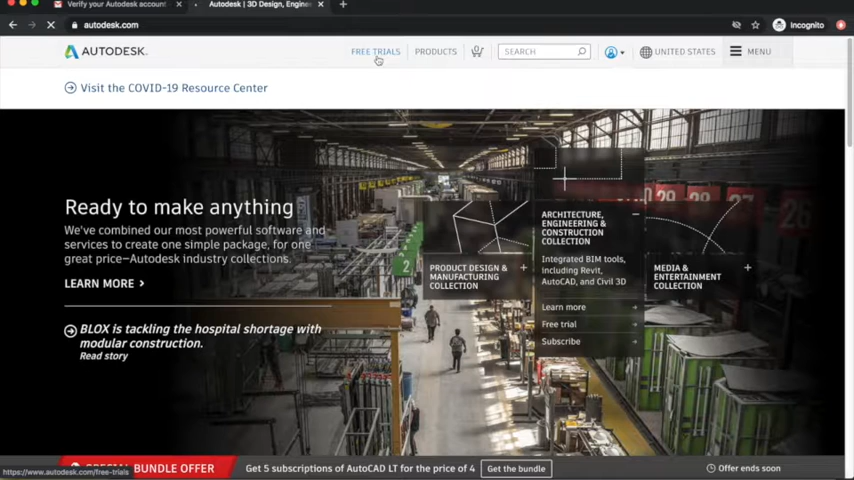 Verify your Autodesk account
Autodesk | 3D Design, Engine
autodesk.com
Incognito
AUTODESK.
FREE TRIALS
PRODUCTS
SEARCH
UNITED STATES
MENU
Visit the COVID-19 Resource Center
Ready to make anything
We've combined our most powerful software and
services to create one simple package, for one
great price–Autodesk industry collections.
LEARN MORE
BLOX is tackling the hospital shortage with
modular construction.
Read story
2
PRODUCT DESIGN &
MANUFACTURING
COLLECTION
ARCHITECTURE,
ENGINEERING &
CONSTRUCTION
COLLECTION
Integrated BIM tools,
including Revit,
AutoCAD, and Civil 3D
Learn more
Free trial
Subscribe
29 28 27 26
MEDIA &
ENTERTAINMENT
COLLECTION
BUNDLE OFFER
Get 5 subscriptions of AutoCAD LT for the price of 4
Get the bundle
Offer ends soon
https://www.autodesk.com/free-trials